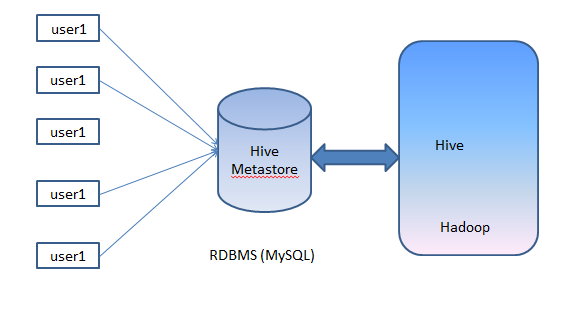 user1
user1
user1
user1
user1
Hive
Metastore
RDBMS (MySQL)
Hive
Hadoop